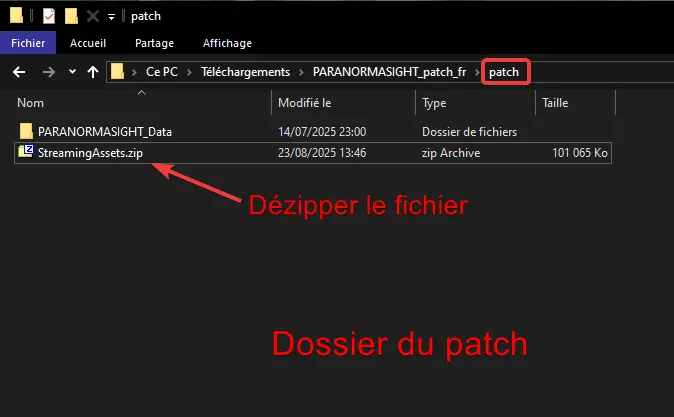 patch
Fichier Accueil Partage Affichage
Ce PC > Téléchargements > PARANORMASIGHT_patch_fr > patch
Nom Modifié le Type Taille
PARANORMASIGHT_Data 14/07/2025 23:00 Dossier de fichiers
StreamingAssets.zip 23/08/2025 13:46 zip Archive 101 065 Ko
Dézipper le fichier
Dossier du patch